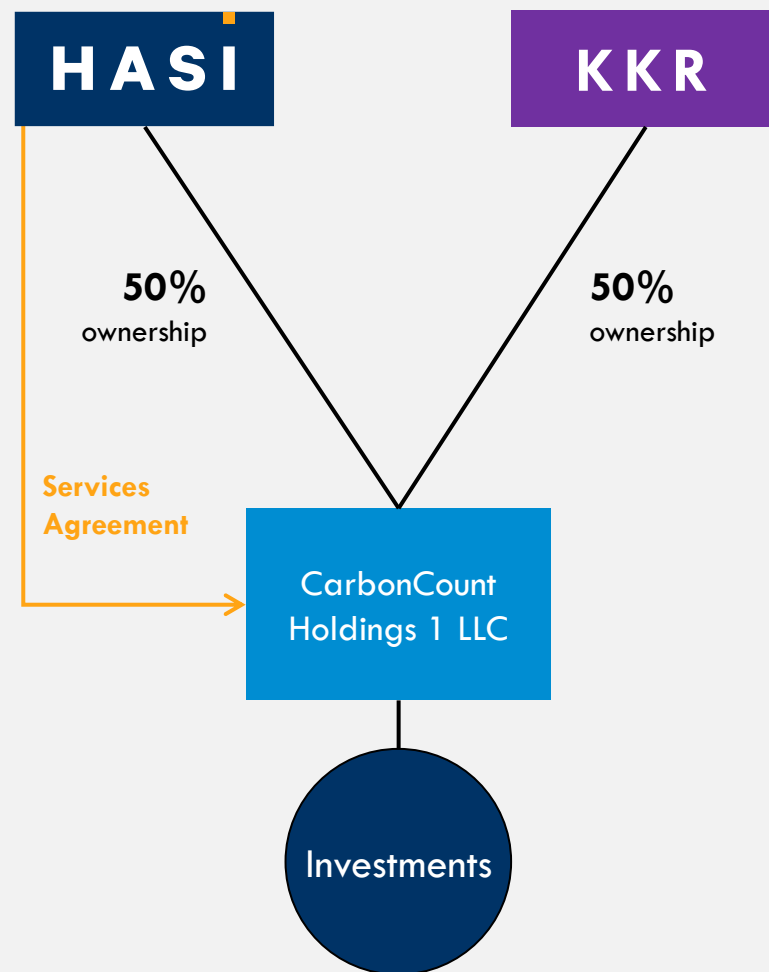 HASI
KKR
50%
ownership
50%
ownership
Services
Agreement
CarbonCount
Holdings 1 LLC
Investments